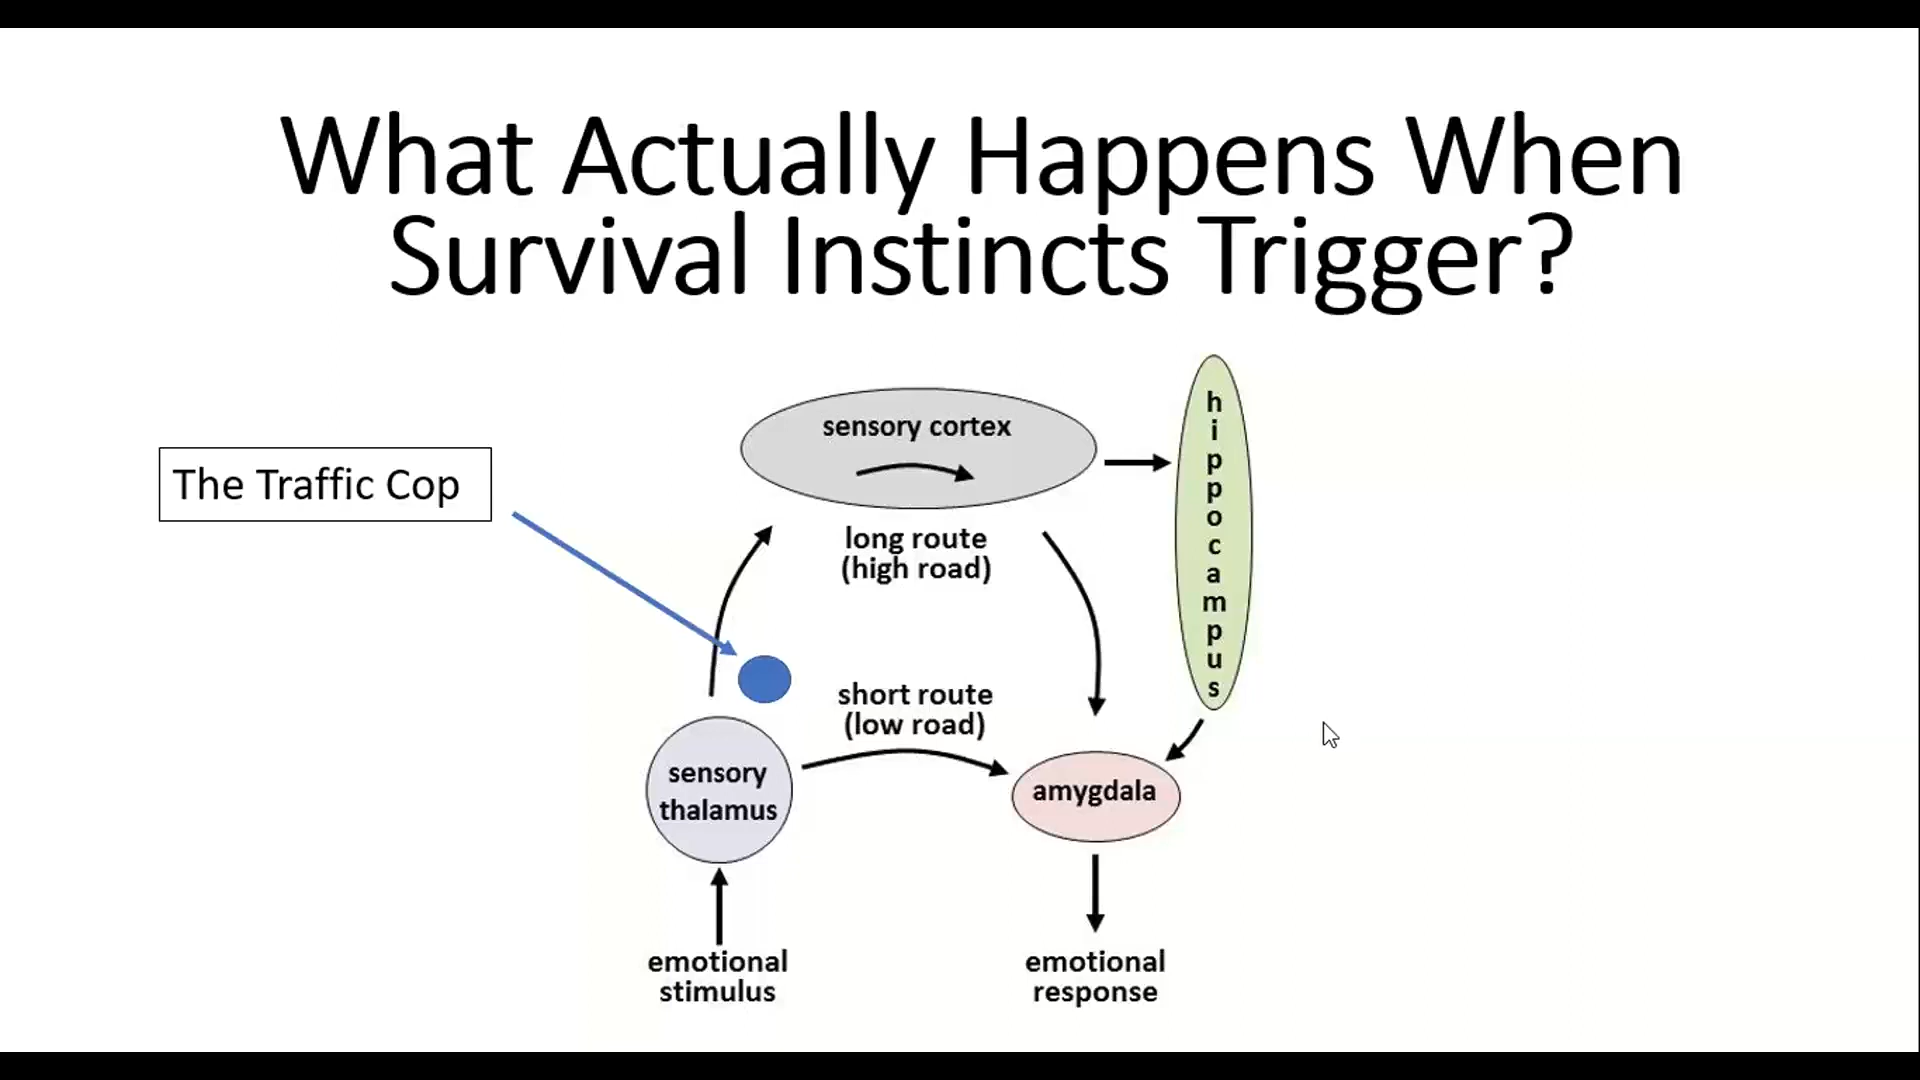 What Actually Happens When
Survival Instincts Trigger?
The Traffic Cop
sensory cortex
long route
(high road)
hippocampus
short route
(low road)
sensory
thalamus
amygdala
emotional
stimulus
emotional
response